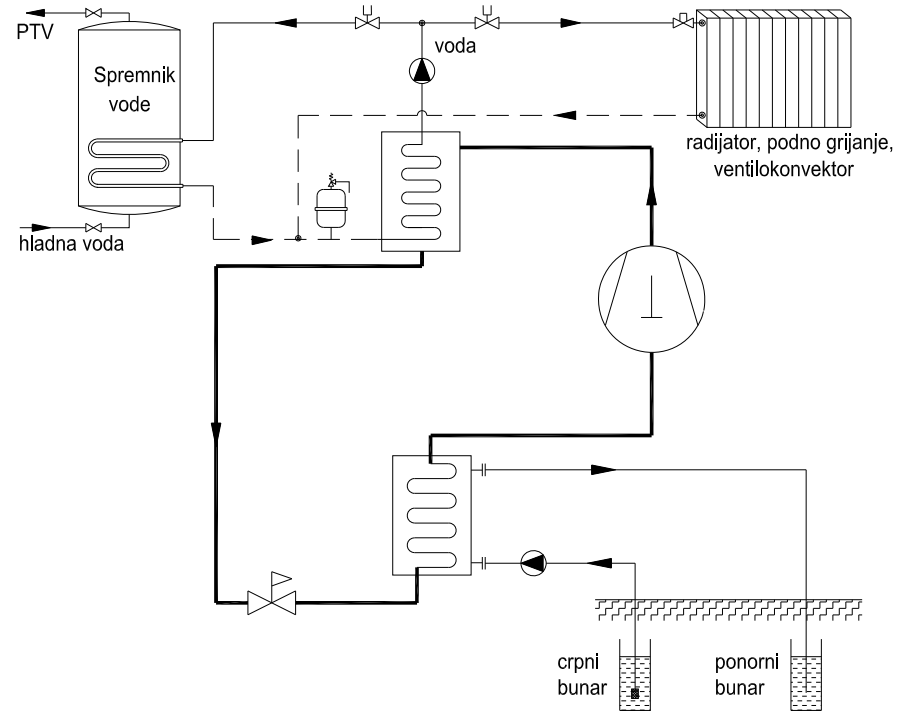 PTV
Spremnik
vode
hladna voda
voda
radijator, podno grijanje,
ventilokonvektor
crpni
bunar
ponorni
bunar